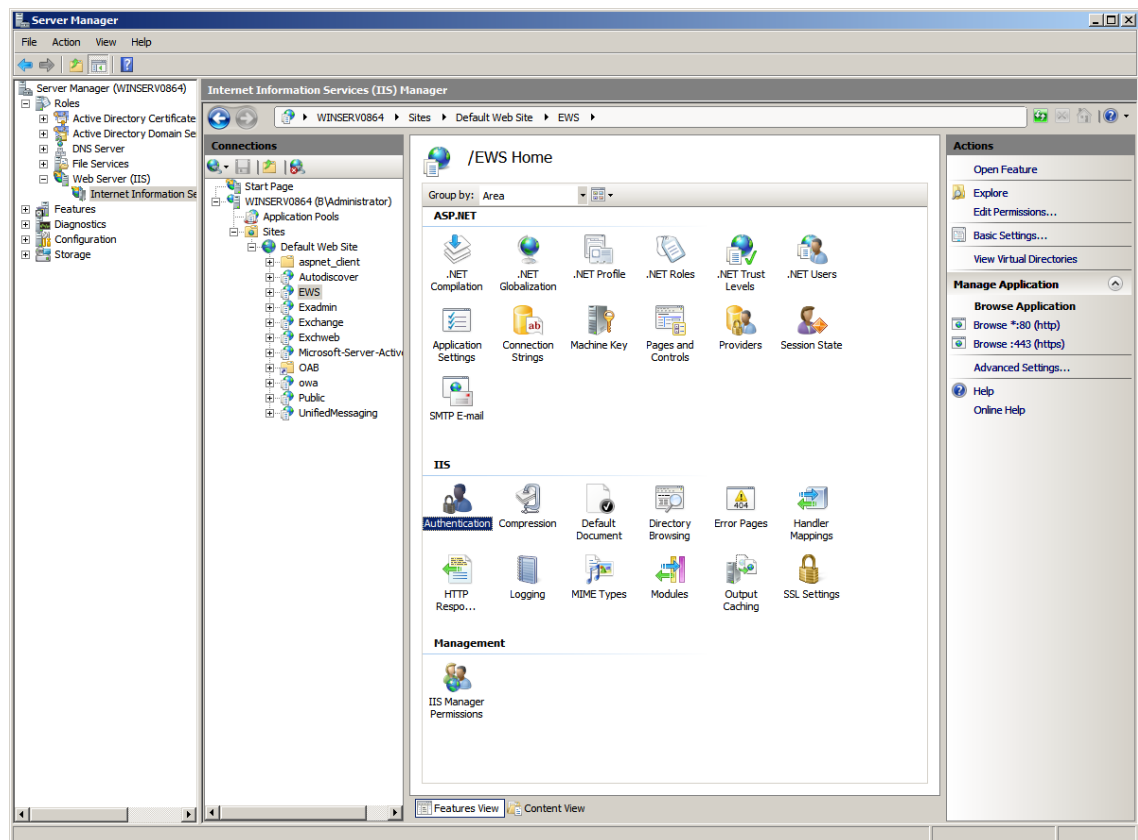 Server Manager
File Action View Help
Server Manager (WINSERV0864)
Roles
Active Directory Certificate
Active Directory Domain Se
DNS Server
File Services
Web Server (IIS)
Internet Information Se
Features
Diagnostics
Configuration
Storage
Internet Information Services (IIS) Manager
WINSERV0864 Sites Default Web Site EWS
Connections
Start Page
WINSERV0864 (B\Administrator)
Application Pools
Sites
Default Web Site
aspnet_client
Autodiscover
EWS
Exadmin
Exchange
Exchweb
Microsoft-Server-Activ
OAB
owa
Public
UnifiedMessaging
/EWS Home
Group by: Area
ASP.NET
.NET Compilation
.NET Globalization
.NET Profile
.NET Roles
.NET Trust Levels
.NET Users
Application Settings
Connection Strings
ab
Machine Key
Pages and Controls
Providers
Session State
SMTP E-mail
IIS
Authentication
Compression
Default Document
Directory Browsing
404
Error Pages
Handler Mappings
HTTP Respo...
Logging
MIME Types
Modules
Output Caching
SSL Settings
Management
IIS Manager Permissions
Features View
Content View
Actions
Open Feature
Explore
Edit Permissions...
Basic Settings...
View Virtual Directories
Manage Application
Browse Application
Browse *:80 (http)
Browse :443 (https)
Advanced Settings...
Help
Online Help